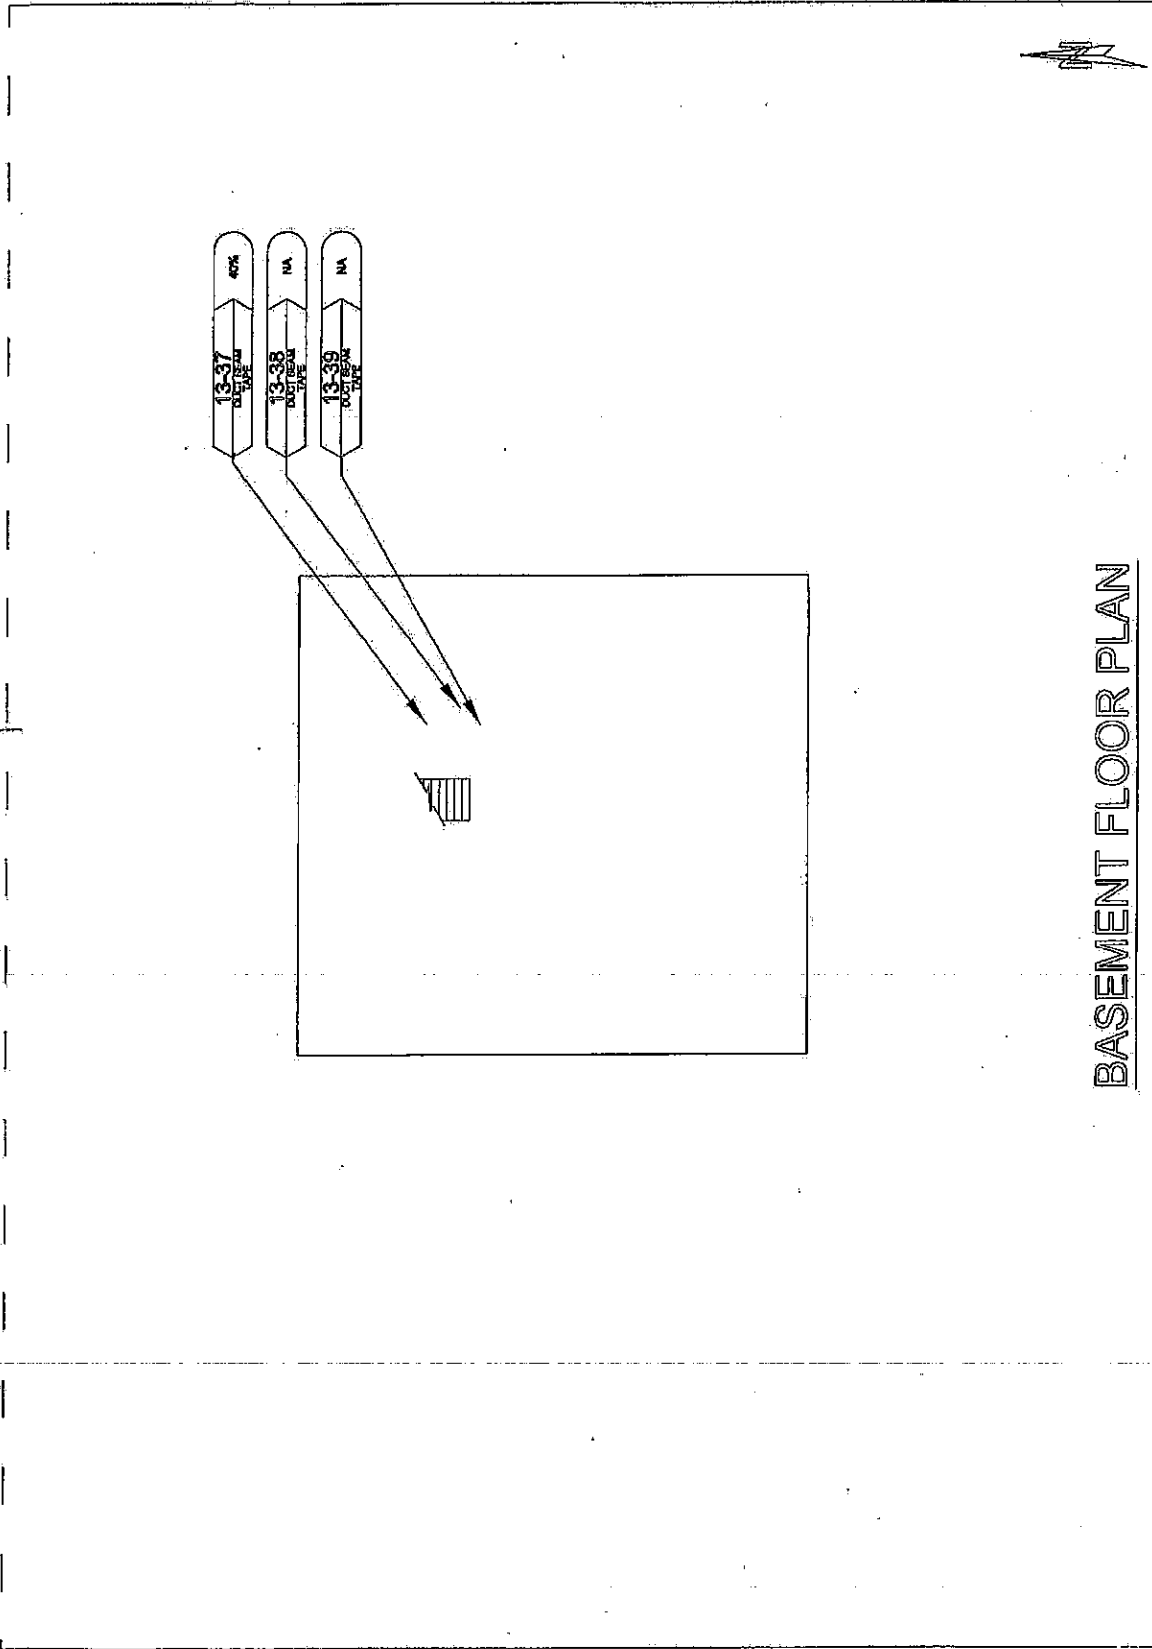 13-37
DUCT SEAM
TAPE
40%
13-38
DUCT SEAM
TAPE
NA
13-39
DUCT SEAM
TAPE
NA
N
BASEMENT FLOOR PLAN